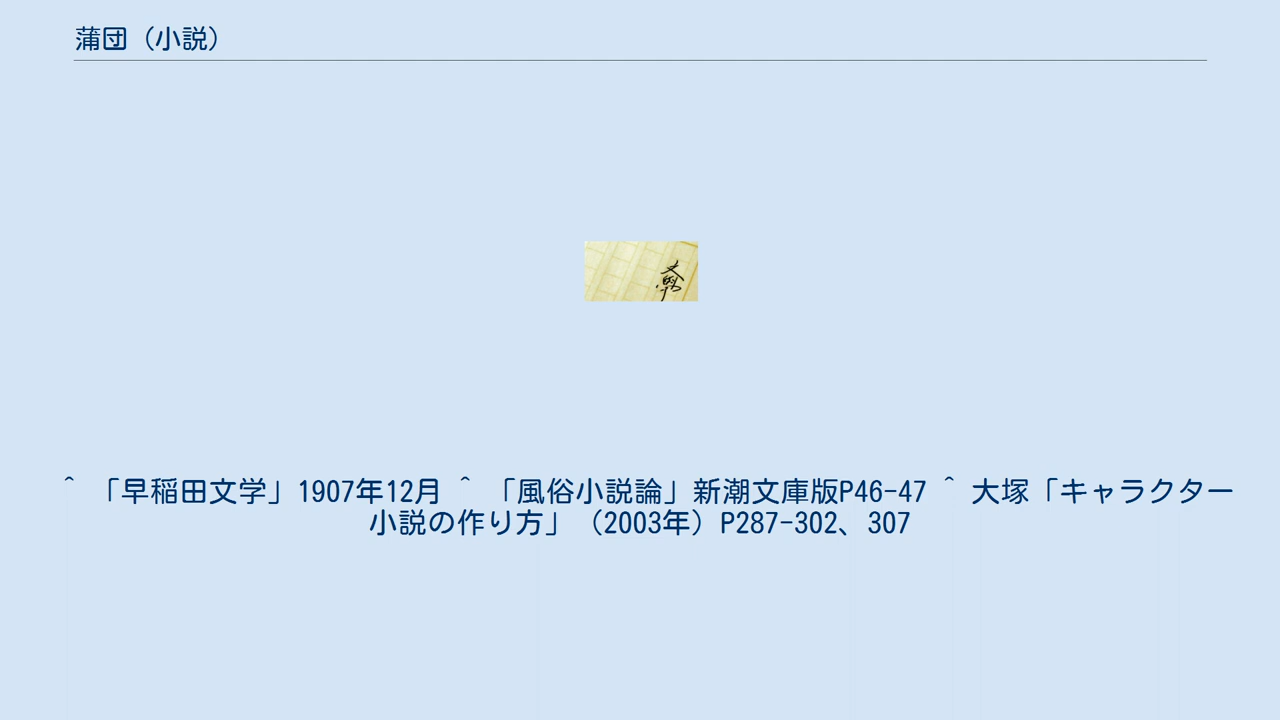 蒲団（小説）
^ 「早稲田文学」1907年12月 ^ 「風俗小説論」新潮文庫版P46-47 ^ 大塚「キャラクター
小説の作り方」（2003年）P287-302、307